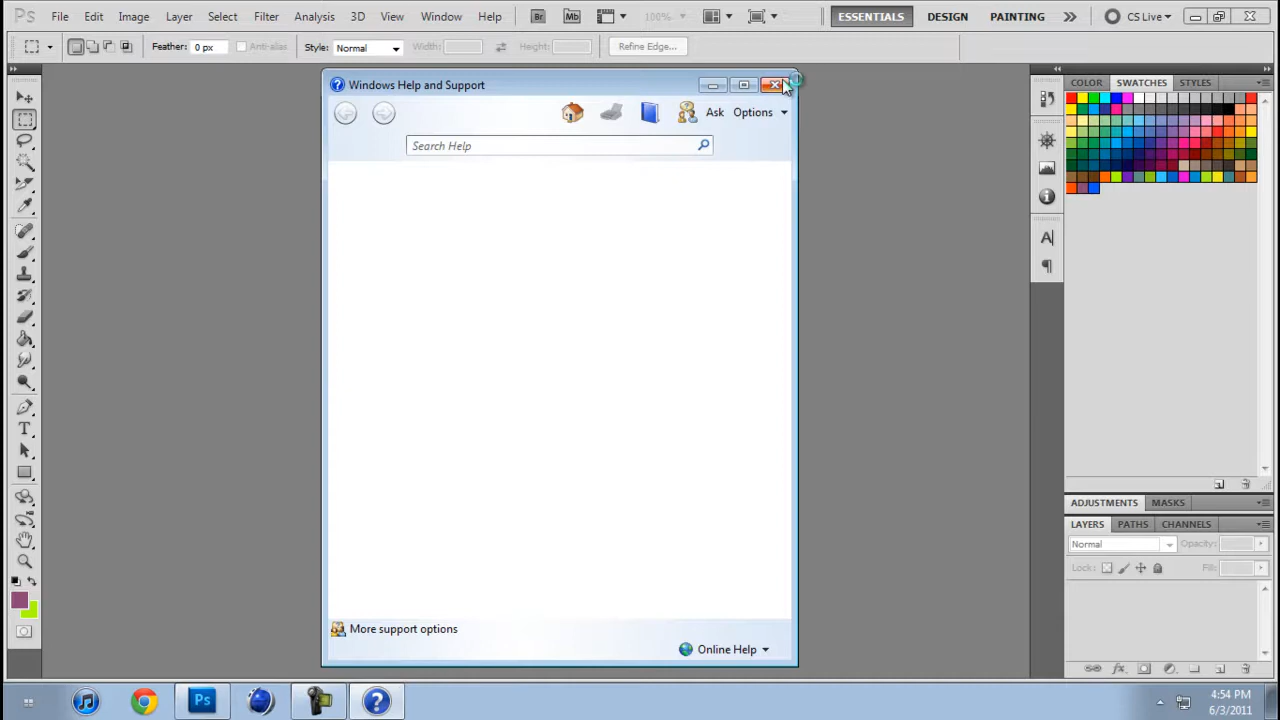 Ps File Edit Image Layer Select Filter Analysis 3D View Window Help Br Mb 100% ESSENTIALS DESIGN PAINTING CS Live
Feather: 0 px Anti-alias Style: Normal Width: Height: Refine Edge...
Windows Help and Support
Ask Options
Search Help
More support options
Online Help
COLOR SWATCHES STYLES
ADJUSTMENTS MASKS
LAYERS PATHS CHANNELS
Normal Opacity:
Lock: Fill:
Ps
4:54 PM
6/3/2011